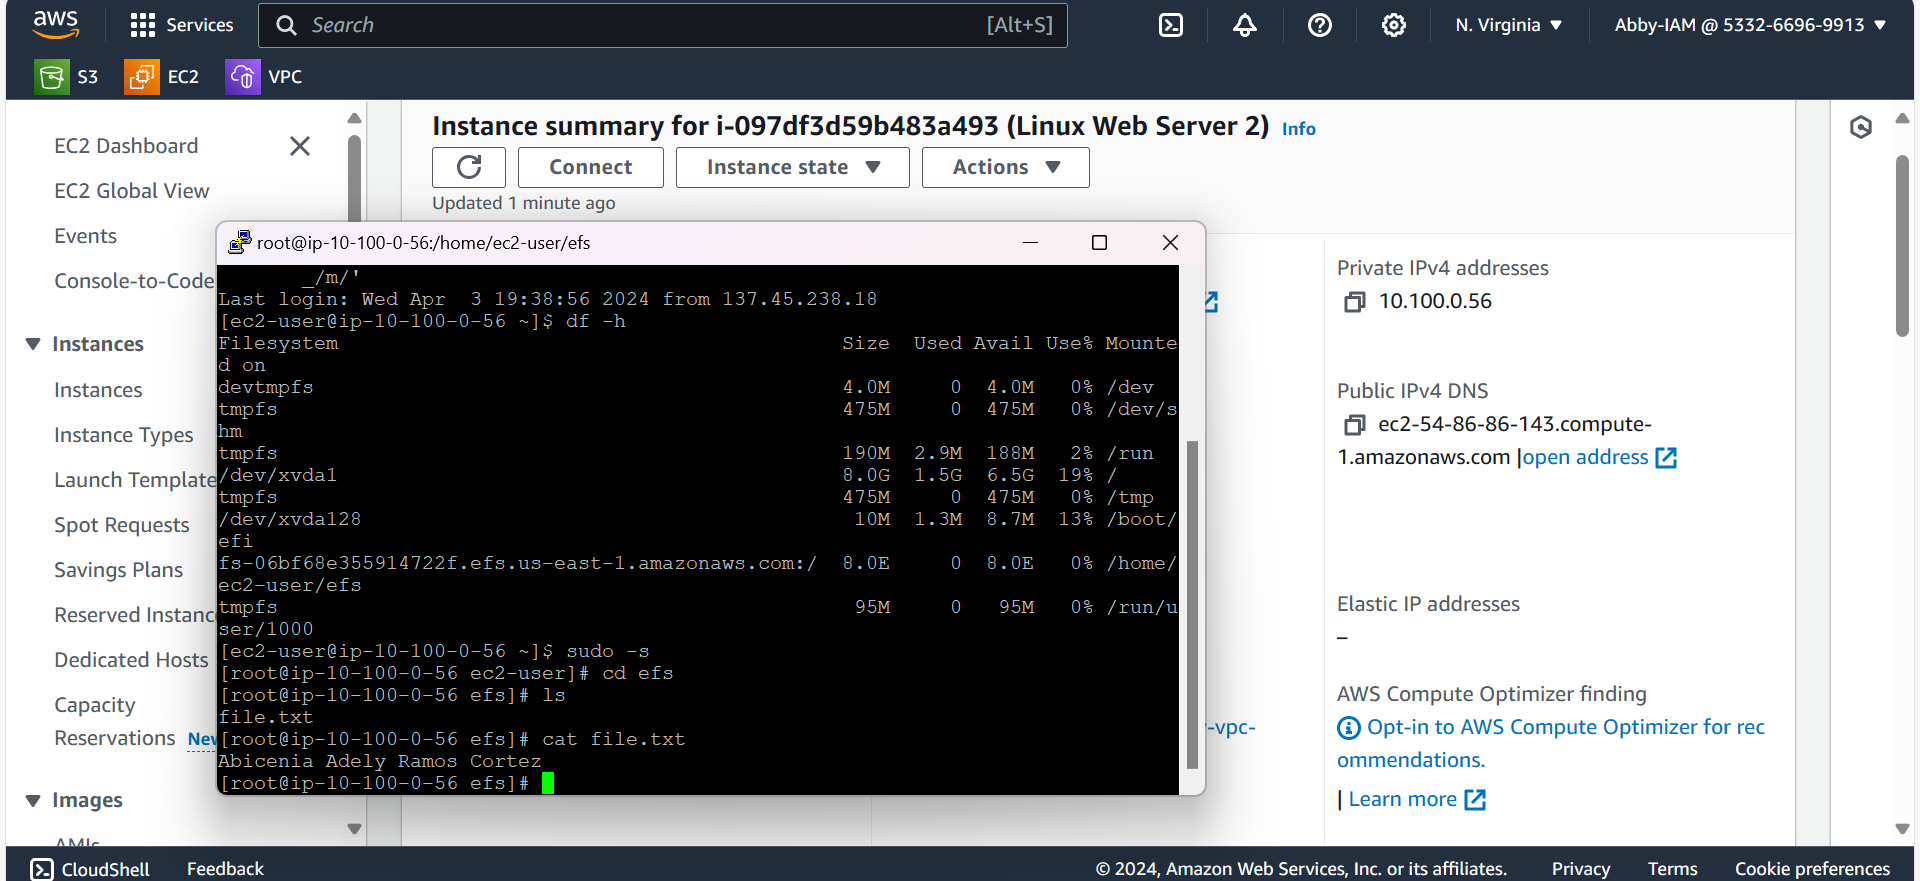 aws
Services
Search
[Alt+S]
N. Virginia
Abby-IAM @ 5332-6696-9913
S3
EC2
VPC
EC2 Dashboard
EC2 Global View
Events
Console-to-Code
Instances
Instances
Instance Types
Launch Template
Spot Requests
Savings Plans
Reserved Instanc
Dedicated Hosts
Capacity
Reservations New
Images
AMIs
Instance summary for i-097df3d59b483a493 (Linux Web Server 2) Info
Connect
Instance state
Actions
Updated 1 minute ago
root@ip-10-100-0-56:/home/ec2-user/efs
_/m/'
Last login: Wed Apr  3 19:38:56 2024 from 137.45.238.18
[ec2-user@ip-10-100-0-56 ~]$ df -h
Filesystem                                          Size  Used Avail Use% Mounte
d on
devtmpfs                                            4.0M     0  4.0M   0% /dev
tmpfs                                               475M     0  475M   0% /dev/s
hm
tmpfs                                               190M  2.9M  188M   2% /run
/dev/xvda1                                          8.0G  1.5G  6.5G  19% /
tmpfs                                               475M     0  475M   0% /tmp
/dev/xvda128                                         10M  1.3M  8.7M  13% /boot/
efi
fs-06bf68e355914722f.efs.us-east-1.amazonaws.com:/  8.0E     0  8.0E   0% /home/
ec2-user/efs
tmpfs                                                95M     0   95M   0% /run/u
ser/1000
[ec2-user@ip-10-100-0-56 ~]$ sudo -s
[root@ip-10-100-0-56 ec2-user]# cd efs
[root@ip-10-100-0-56 efs]# ls
file.txt
[root@ip-10-100-0-56 efs]# cat file.txt
Abicenia Adely Ramos Cortez
[root@ip-10-100-0-56 efs]#
Private IPv4 addresses
10.100.0.56
Public IPv4 DNS
ec2-54-86-86-143.compute-
1.amazonaws.com |open address
Elastic IP addresses
–
AWS Compute Optimizer finding
Opt-in to AWS Compute Optimizer for rec
ommendations.
| Learn more
-vpc-
CloudShell
Feedback
© 2024, Amazon Web Services, Inc. or its affiliates.
Privacy
Terms
Cookie preferences